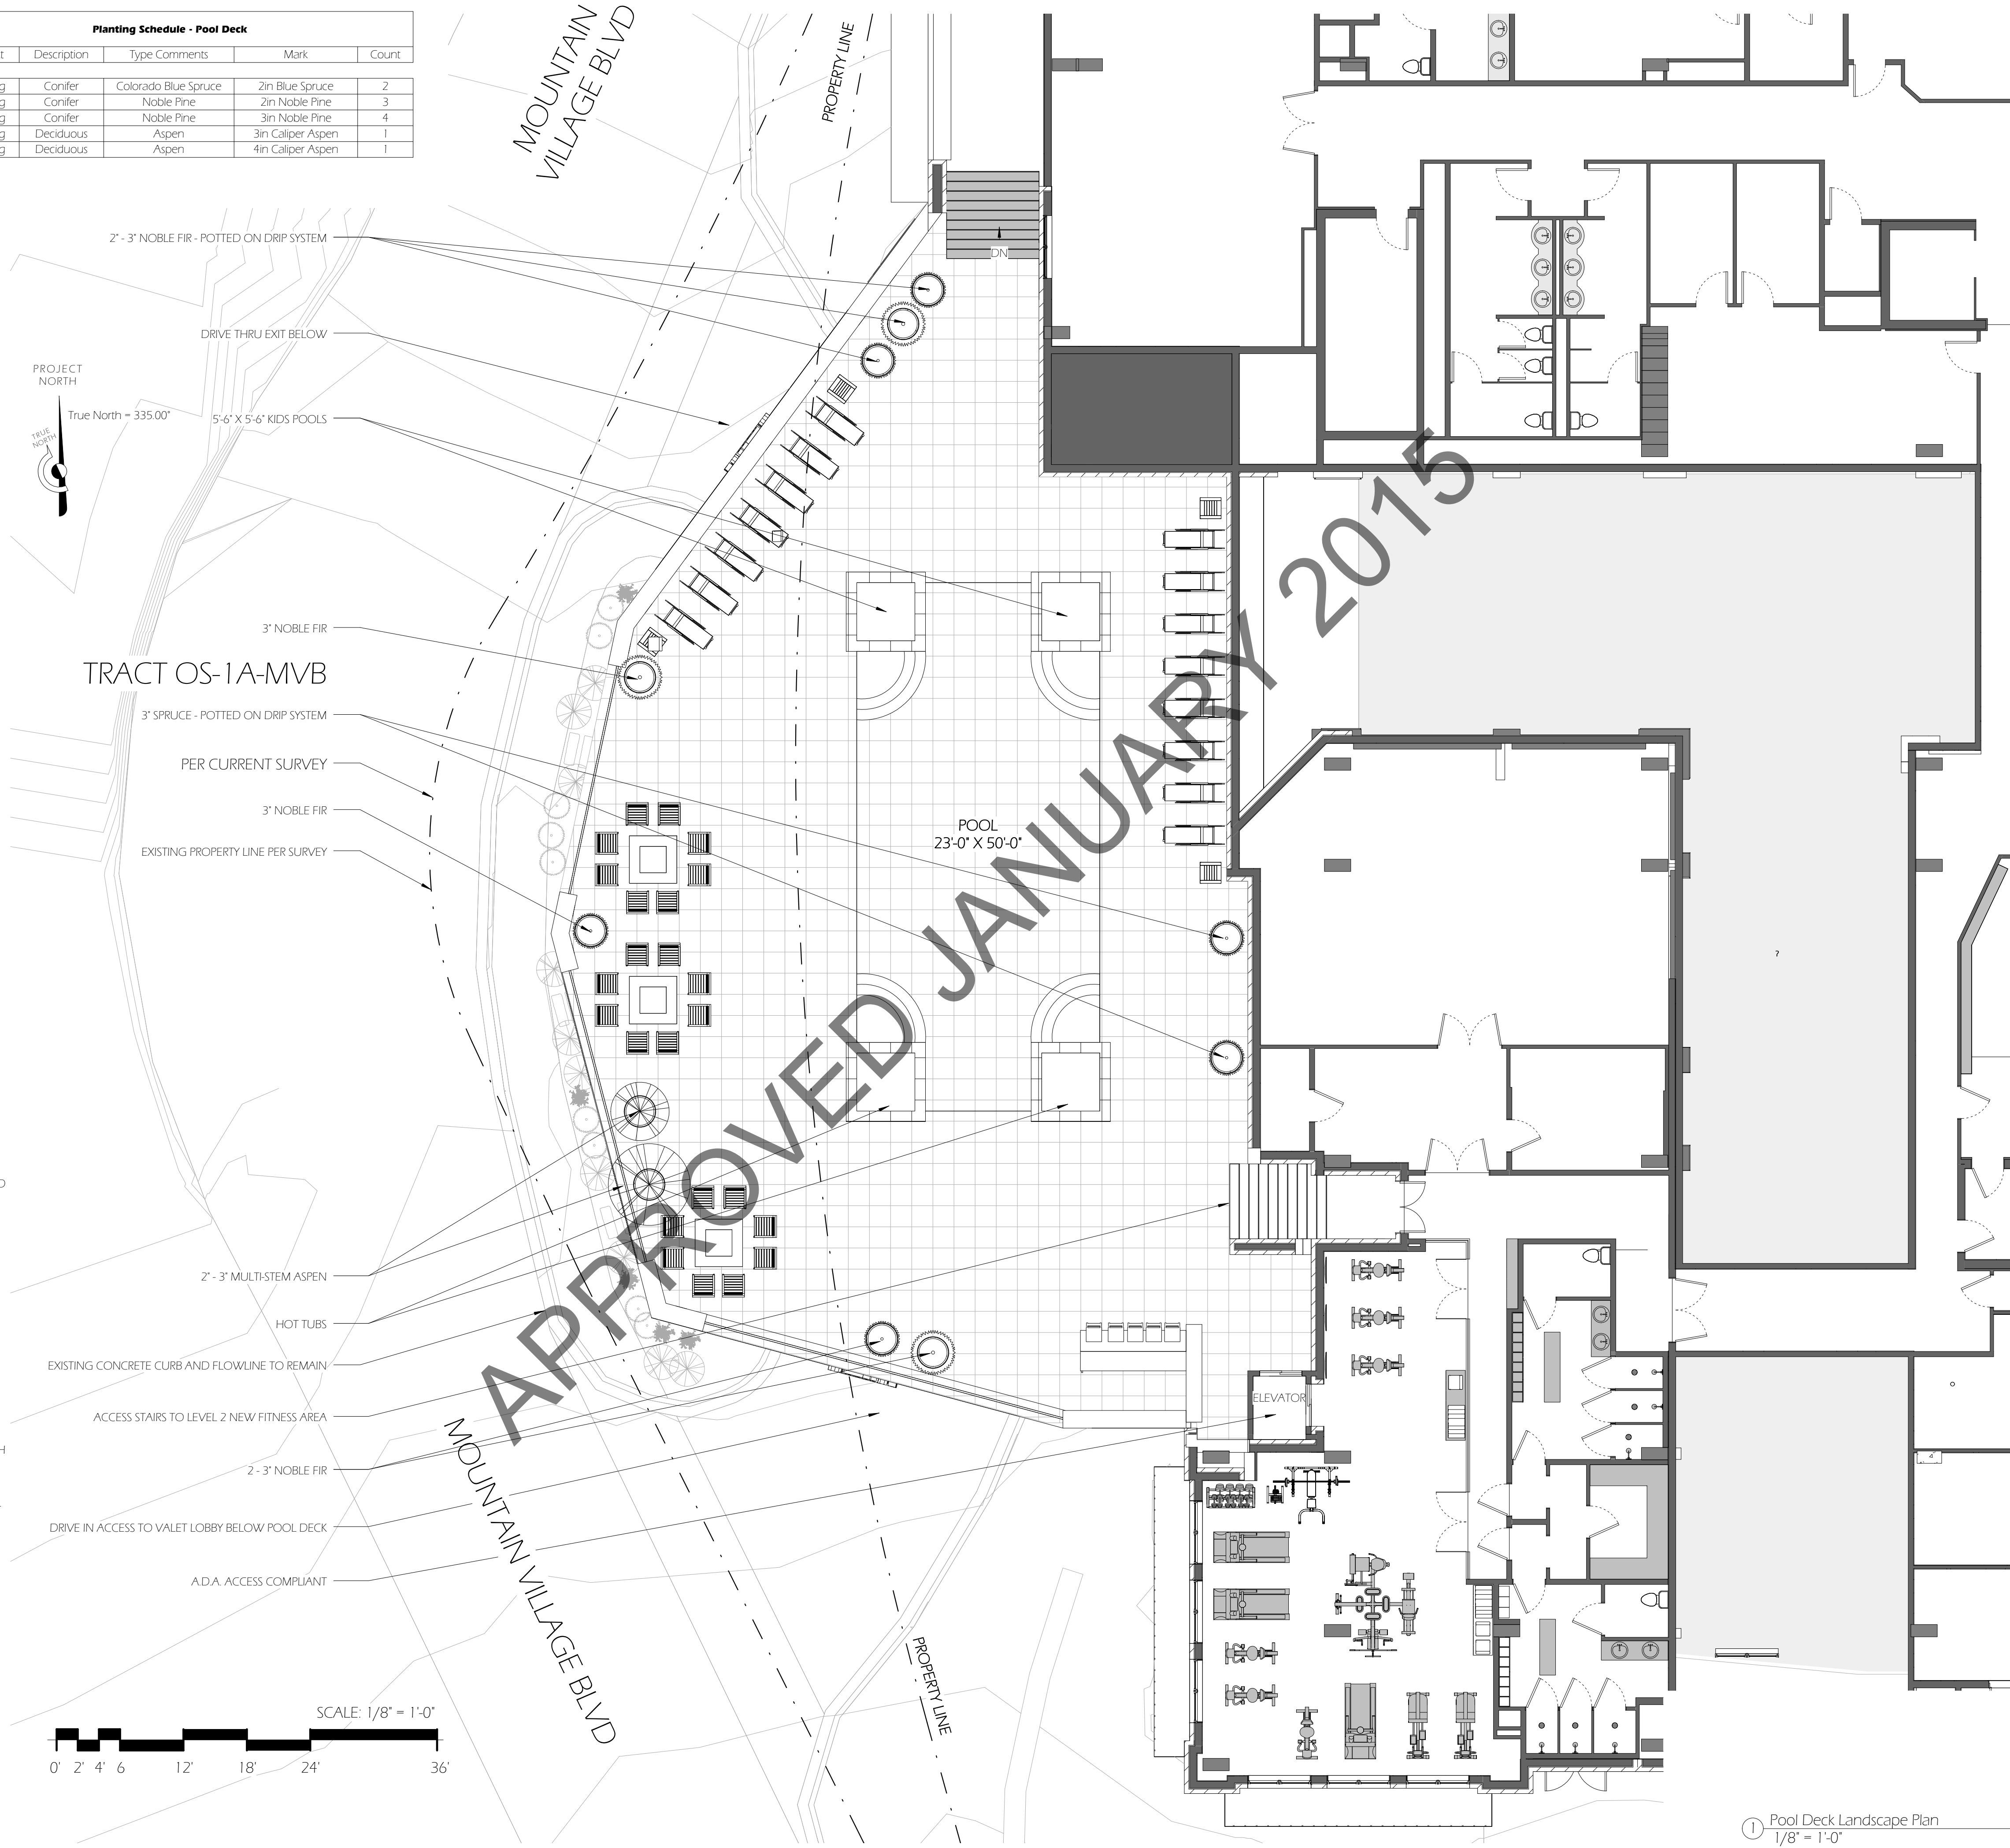 Planting Schedule - Pool Deck
Description Type Comments Mark Count
Conifer Colorado Blue Spruce 2in Blue Spruce 2
Conifer Noble Pine 2in Noble Pine 3
Conifer Noble Pine 3in Noble Pine 4
Deciduous Aspen 3in Caliper Aspen 1
Deciduous Aspen 4in Caliper Aspen 1
MOUNTAIN
VILLAGE BLVD
PROPERTY LINE
DN
2" - 3" NOBLE FIR - POTTED ON DRIP SYSTEM
DRIVE THRU EXIT BELOW
PROJECT
NORTH
True North = 335.00°
TRUE
NORTH
5'-6" X 5'-6" KIDS POOLS
3" NOBLE FIR
TRACT OS-1A-MVB
3" SPRUCE - POTTED ON DRIP SYSTEM
PER CURRENT SURVEY
3" NOBLE FIR
EXISTING PROPERTY LINE PER SURVEY
POOL
23'-0" X 50'-0"
?
APPROVED JANUARY 2015
2" - 3" MULTI-STEM ASPEN
HOT TUBS
EXISTING CONCRETE CURB AND FLOWLINE TO REMAIN
ACCESS STAIRS TO LEVEL 2 NEW FITNESS AREA
2 - 3" NOBLE FIR
DRIVE IN ACCESS TO VALET LOBBY BELOW POOL DECK
A.D.A. ACCESS COMPLIANT
ELEVATOR
MOUNTAIN VILLAGE BLVD
PROPERTY LINE
SCALE: 1/8" = 1'-0"
0' 2' 4' 6 12' 18' 24' 36'
1 Pool Deck Landscape Plan
1/8" = 1'-0"